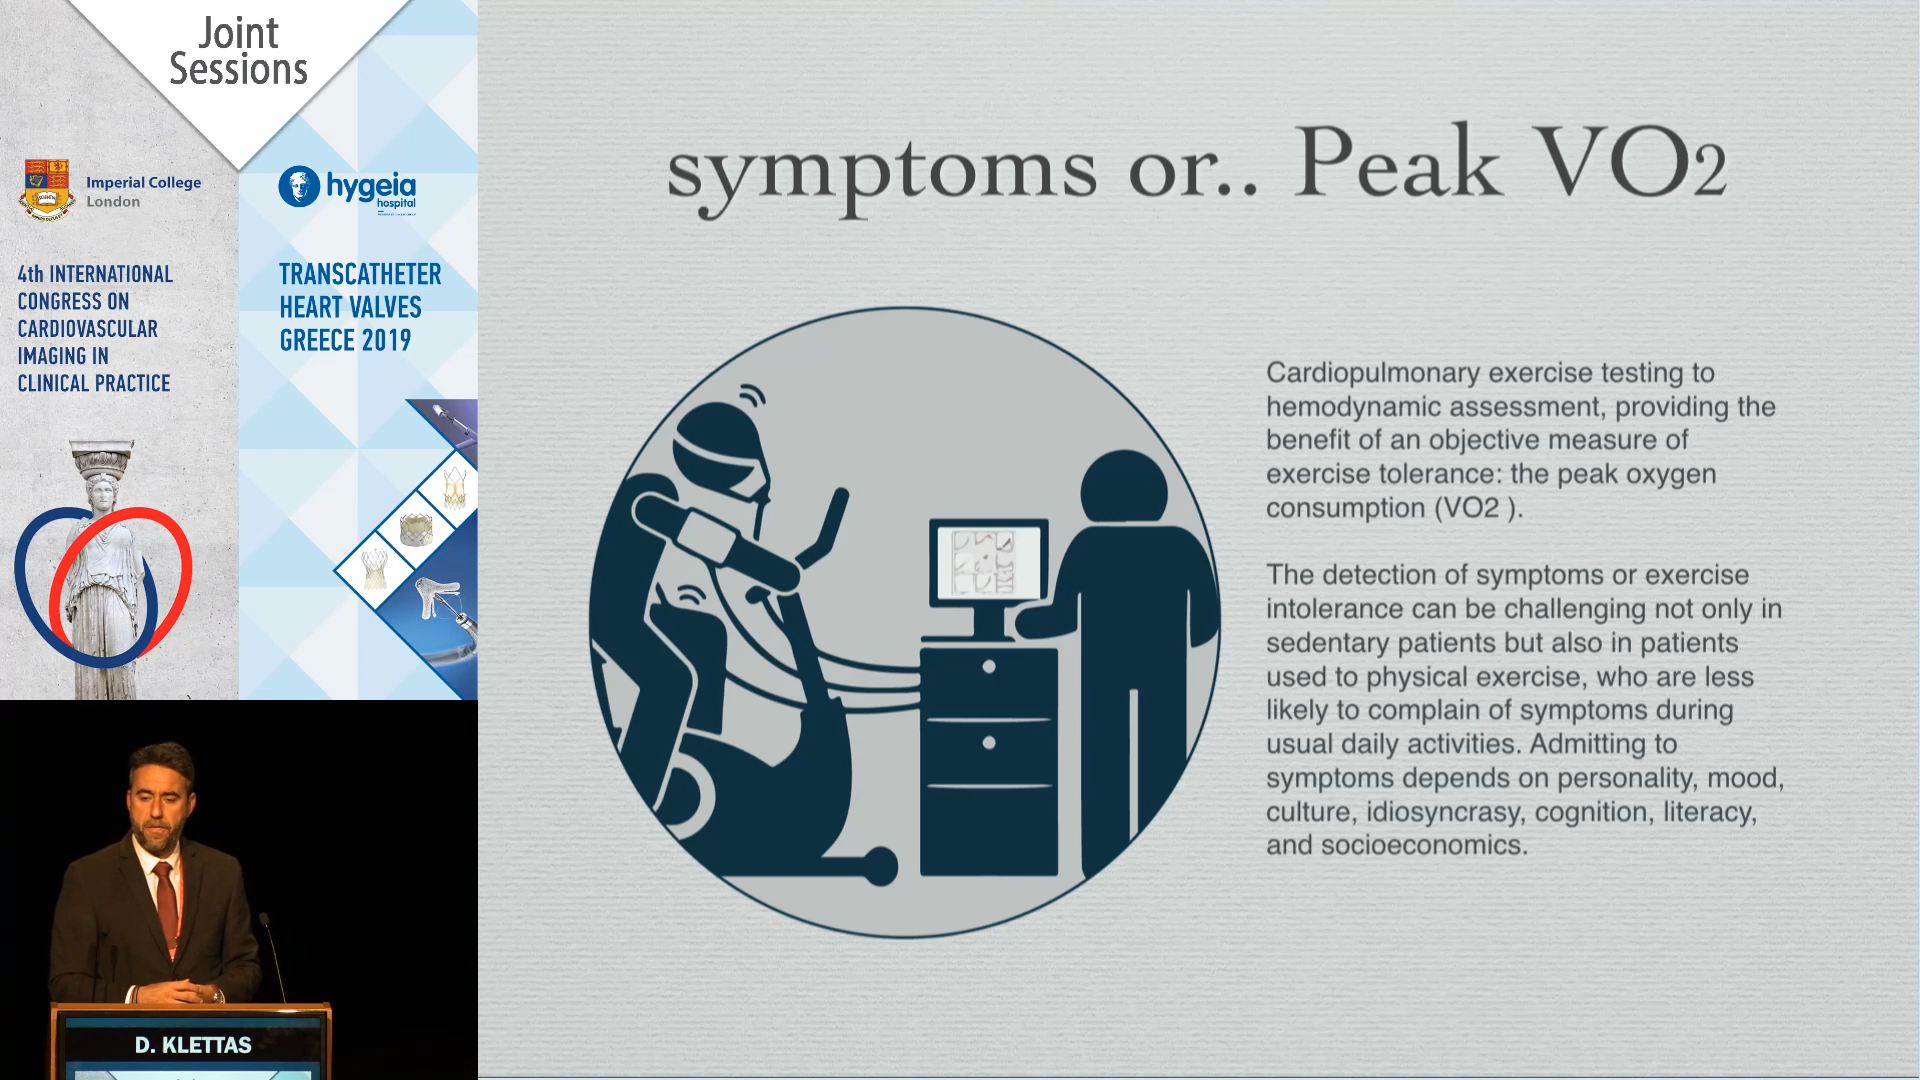 Joint
Sessions
Imperial College
London
hygeia
hospital
4th INTERNATIONAL
CONGRESS ON
CARDIOVASCULAR
IMAGING IN
CLINICAL PRACTICE
TRANSCATHETER
HEART VALVES
GREECE 2019
symptoms or.. Peak VO2
Cardiopulmonary exercise testing to
hemodynamic assessment, providing the
benefit of an objective measure of
exercise tolerance: the peak oxygen
consumption (VO2 ).
The detection of symptoms or exercise
intolerance can be challenging not only in
sedentary patients but also in patients
used to physical exercise, who are less
likely to complain of symptoms during
usual daily activities. Admitting to
symptoms depends on personality, mood,
culture, idiosyncrasy, cognition, literacy,
and socioeconomics.
D. KLETTAS